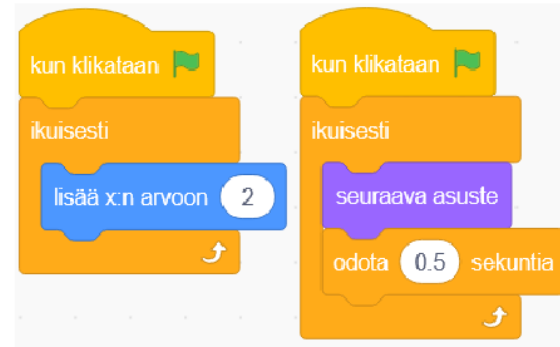 kun klikataan
ikuisesti
lisää x:n arvoon 2
kun klikataan
ikuisesti
seuraava asuste
odota 0.5 sekuntia